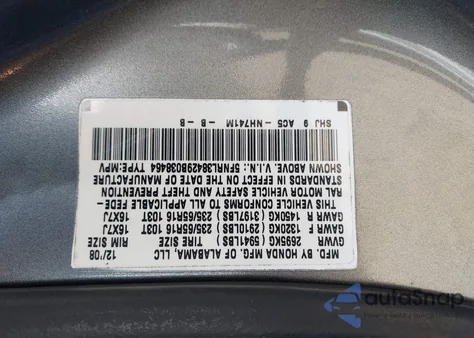 MFD. BY HONDA MFG. OF ALABAMA, LLC 12/08
GVWR 2695KG (5941LBS) TIRE SIZE RIM SIZE
GAWR F 1320KG (2910LBS) 235/65R16 103T 16X7J
GAWR R 1450KG (3197LBS) 235/65R16 103T 16X7J
THIS VEHICLE CONFORMS TO ALL APPLICABLE FEDE-
RAL MOTOR VEHICLE SAFETY AND THEFT PREVENTION
STANDARDS IN EFFECT ON THE DATE OF MANUFACTURE
SHOWN ABOVE. V.I.N.: 5FNRL38429B038464 TYPE:MPV
SHJ 9 AC5 -NH741M -B -B
autoSnap